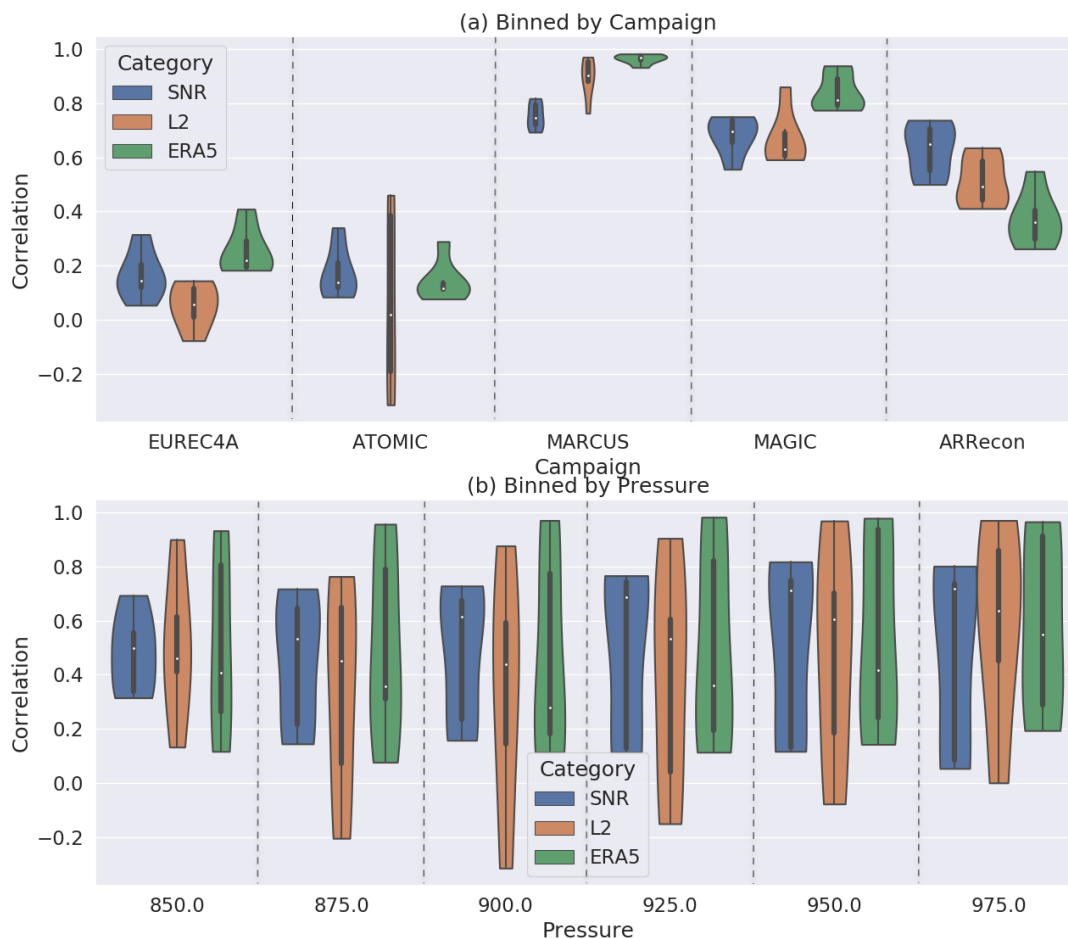 (a) Binned by Campaign
1.0
0.8
0.6
0.4
0.2
0.0
−0.2
Correlation
Category
SNR
L2
ERA5
EUREC4A ATOMIC MARCUS MAGIC ARRecon
Campaign
(b) Binned by Pressure
1.0
0.8
0.6
0.4
0.2
0.0
−0.2
Correlation
Category
SNR
L2
ERA5
850.0 875.0 900.0 925.0 950.0 975.0
Pressure